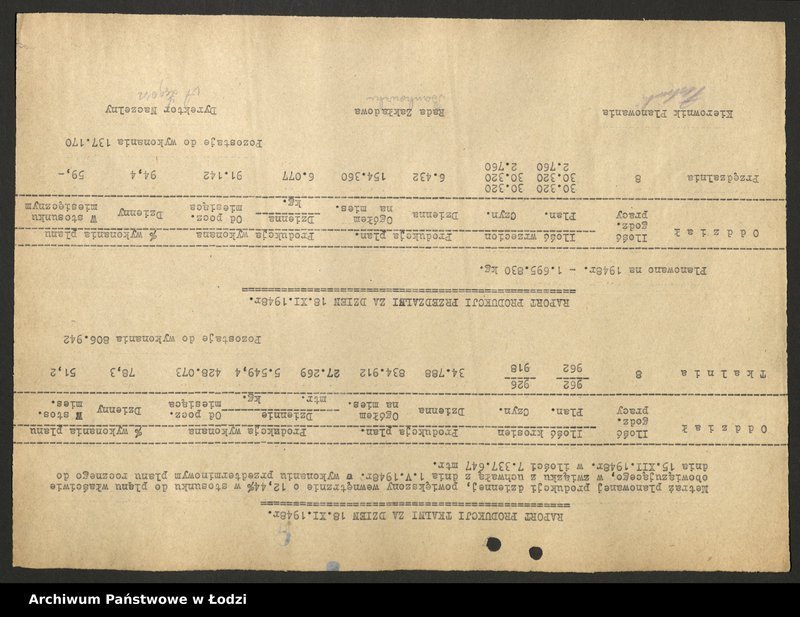 RAPORT PRODUKCJI TKALNI ZA DZIEŃ 18.XI.1948r.
Metraż planowanej produkcji dziennej, powiększony wewnętrznie o 12,44% w stosunku do planu właściwie
obowiązującego, w związku z uchwałą z dnia 1.V.1948r. o wykonaniu przedterminowym planu rocznego do
dnia 15.XII.1948r. w ilości 7.337.647 mtr.
O d d z i a ł Ilość godz. pracy Ilość krosien Produkcja plan. Produkcja wykonana % wykonania planu
Plan. Czyn. Dzienna Ogółem na mies. Dziennie Od pocz. miesiąca Dzienny W stos. mies.
mtr. kg.
T k a l n i a 8 962 926 34.788 834.912 27.269 5.549,4 428.073 78,3 51,2
962 918
Pozostaje do wykonania 806.942
RAPORT PRODUKCJI PRZEDZALNI ZA DZIEN 18.XI.1948r.
Planowano na 1948r. - 1.695.830 kg.
O d d z i a ł Ilość godz. pracy Ilość wrzecion Produkcja plan. Produkcja wykonana % wykonania planu
Plan. Czyn. Dzienna Ogółem na mies. Dzienna kg. Od pocz. miesiąca Dzienny W stosunku miesięcznym
30.320 30.320
Przędzalnia 8 30.320 30.320 6.432 154.360 6.077 91.142 94,4 59,-
2.760 2.760
Pozostaje do wykonania 137.170
Kierownik Planowania Rada Zakładowa Dyrektor Naczelny
Archiwum Państwowe w Łodzi